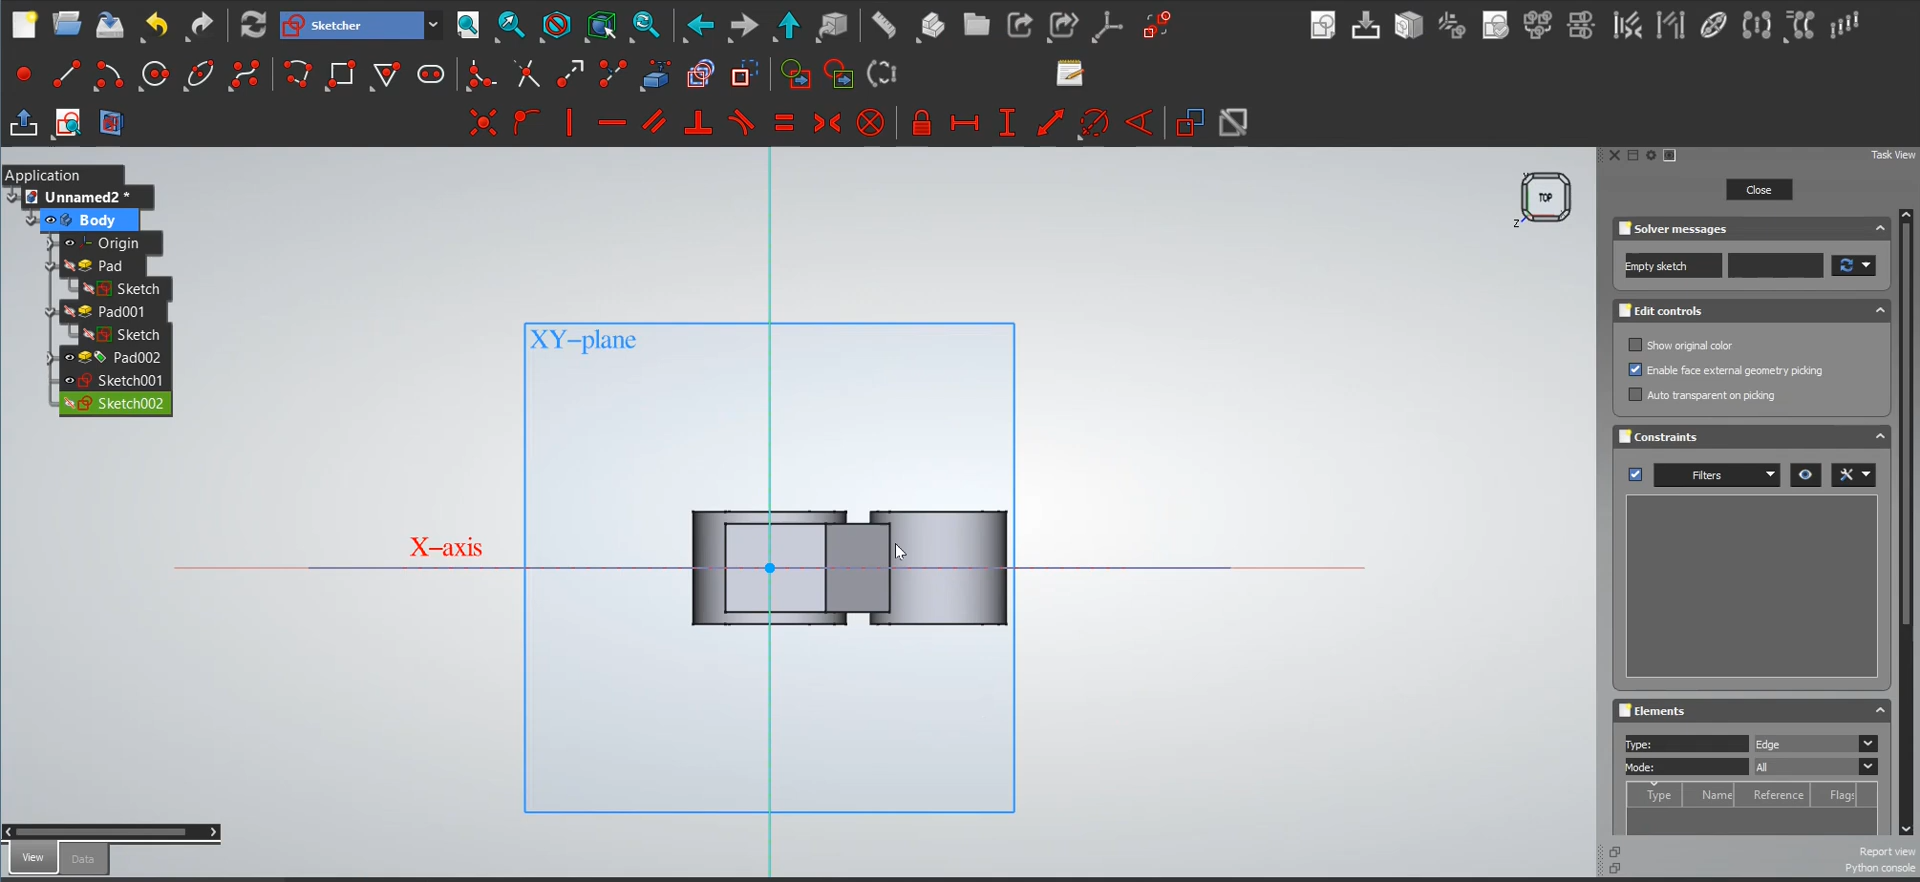 Sketcher
Application
Unnamed2 *
Body
Origin
Pad
Sketch
Pad001
Sketch
Pad002
Sketch001
Sketch002
XY-plane
X-axis
TOP
Z
Task View
Close
Solver messages
Empty sketch
Edit controls
Show original color
Enable face external geometry picking
Auto transparent on picking
Constraints
Filters
Elements
Type: Edge
Mode: All
Type Name Reference Flags
View Data
Report view
Python console